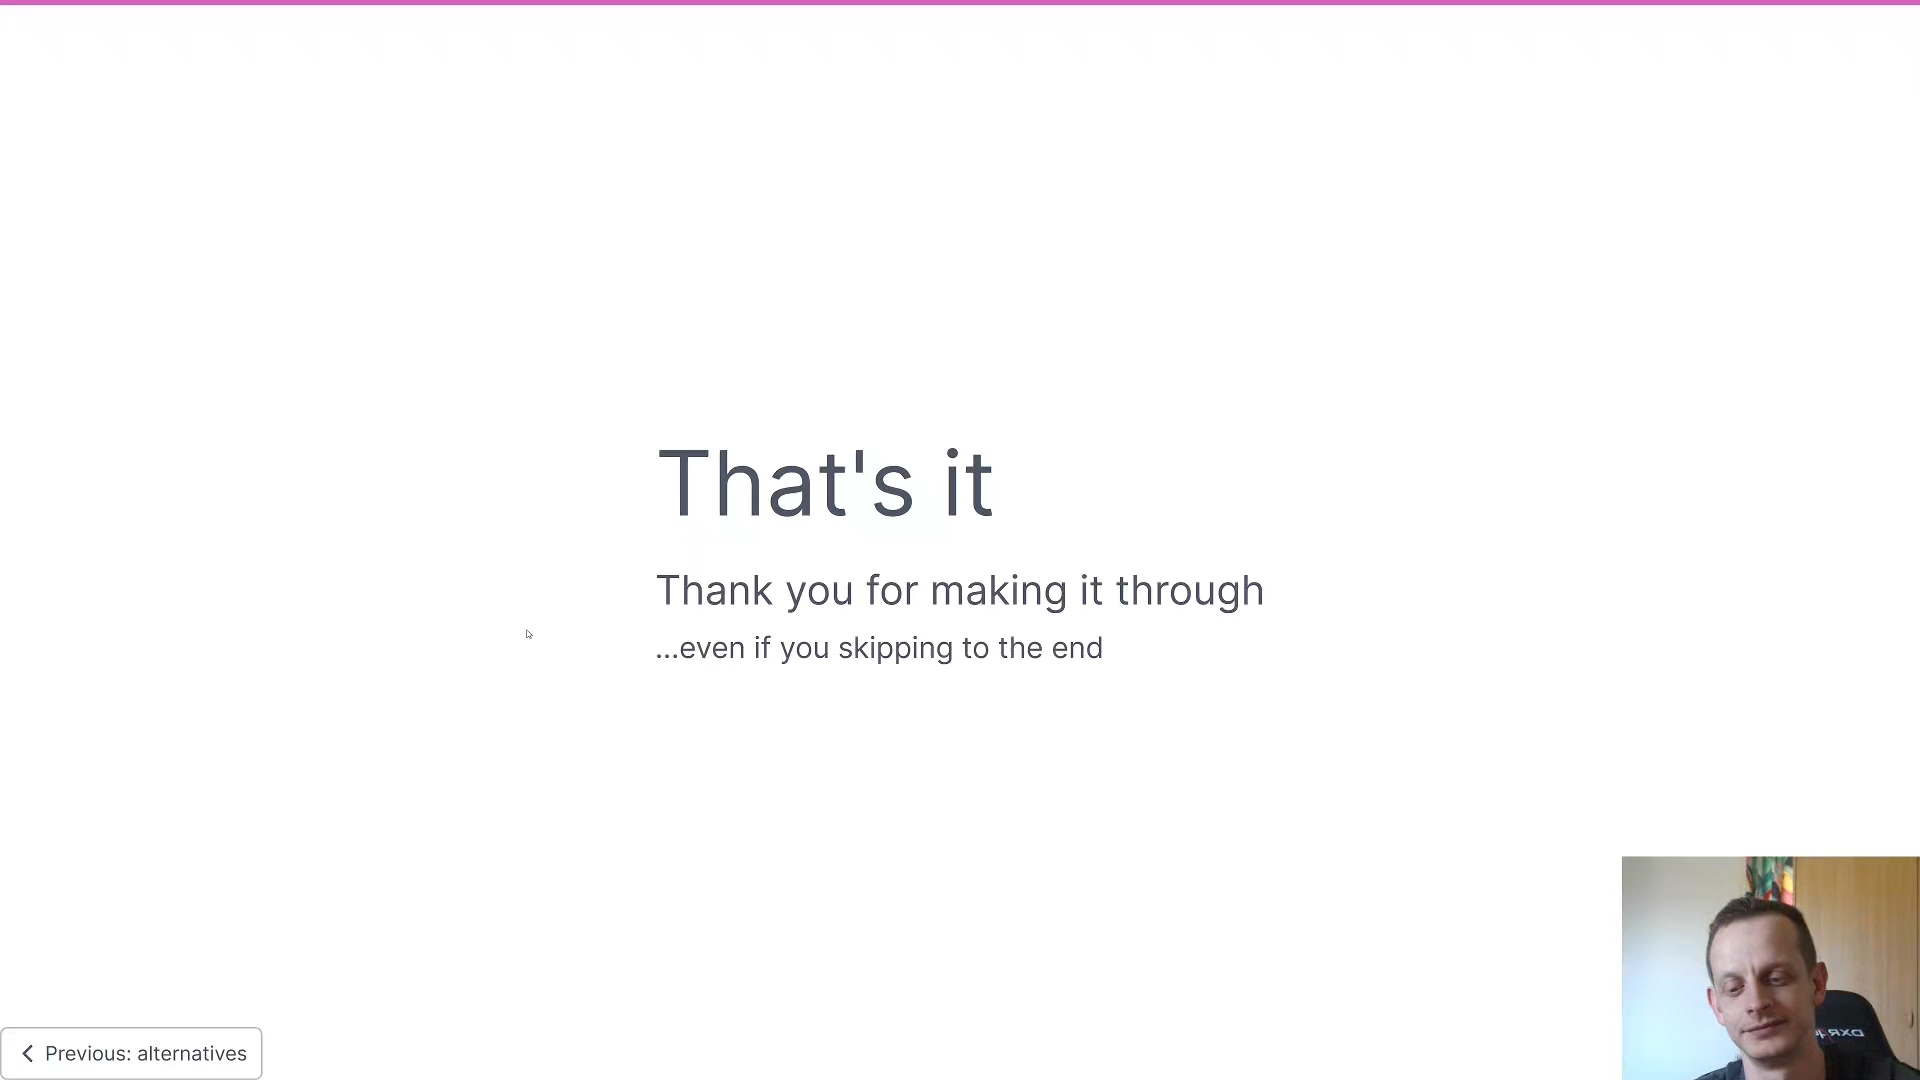 That's it
Thank you for making it through
...even if you skipping to the end
Previous: alternatives